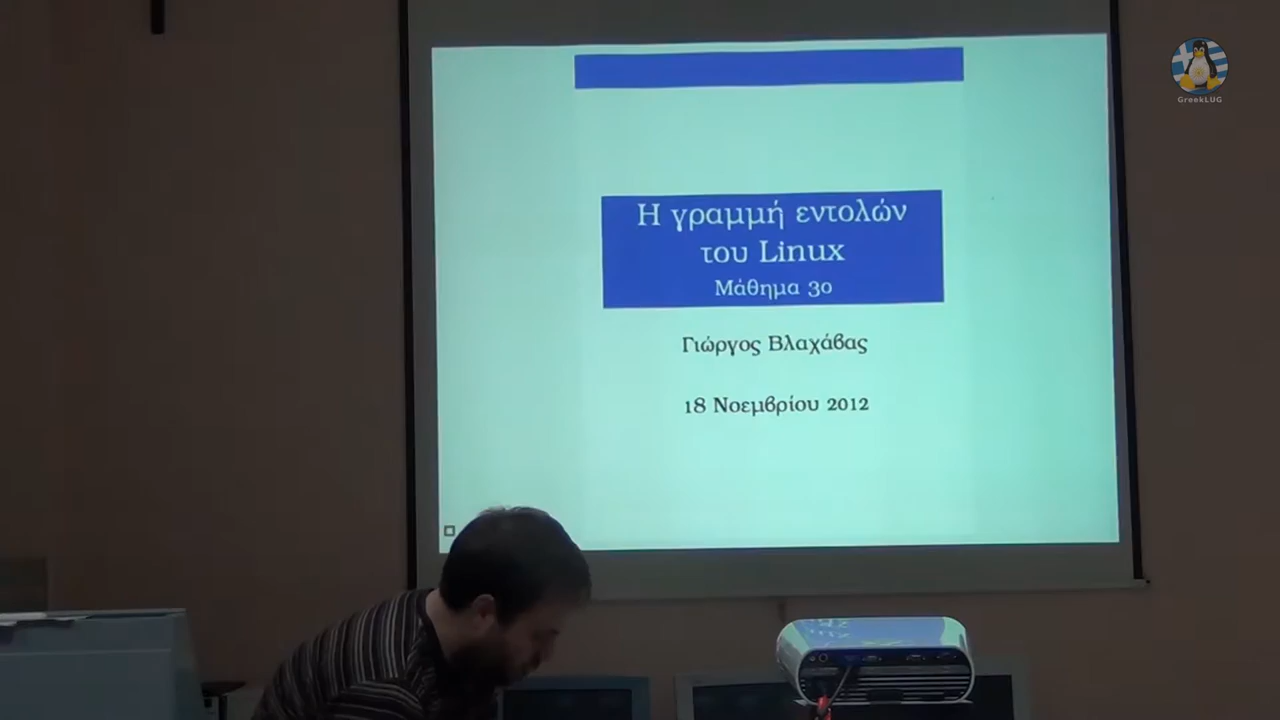 Η γραμμή εντολών
του Linux
Μάθημα 3ο
Γιώργος Βλαχάβας
18 Νοεμβρίου 2012
GreekLUG